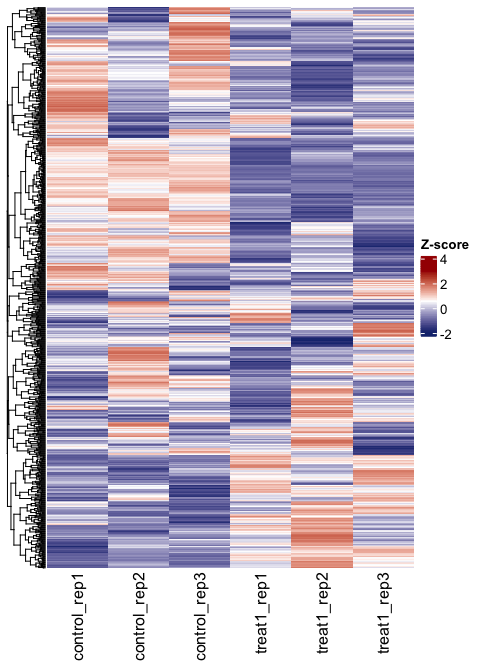 Z-score
4
2
0
-2
control_rep1
control_rep2
control_rep3
treat1_rep1
treat1_rep2
treat1_rep3